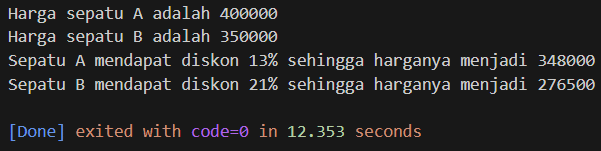 Harga sepatu A adalah 400000
Harga sepatu B adalah 350000
Sepatu A mendapat diskon 13% sehingga harganya menjadi 348000
Sepatu B mendapat diskon 21% sehingga harganya menjadi 276500
[Done] exited with code=0 in 12.353 seconds